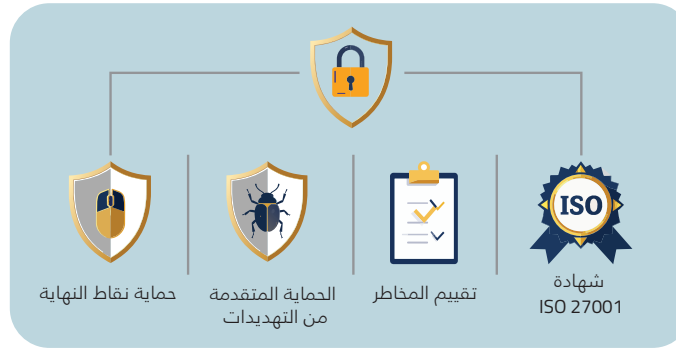 ISO
شهادة
ISO 27001
تقييم المخاطر
الحماية المتقدمة
من التهديدات
حماية نقاط النهاية